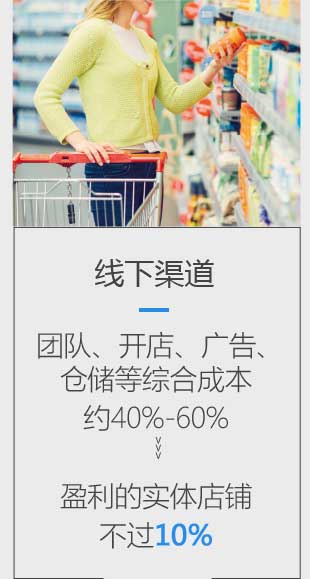 线下渠道
团队、开店、广告、
仓储等综合成本
约40%-60%
盈利的实体店铺
不过10%